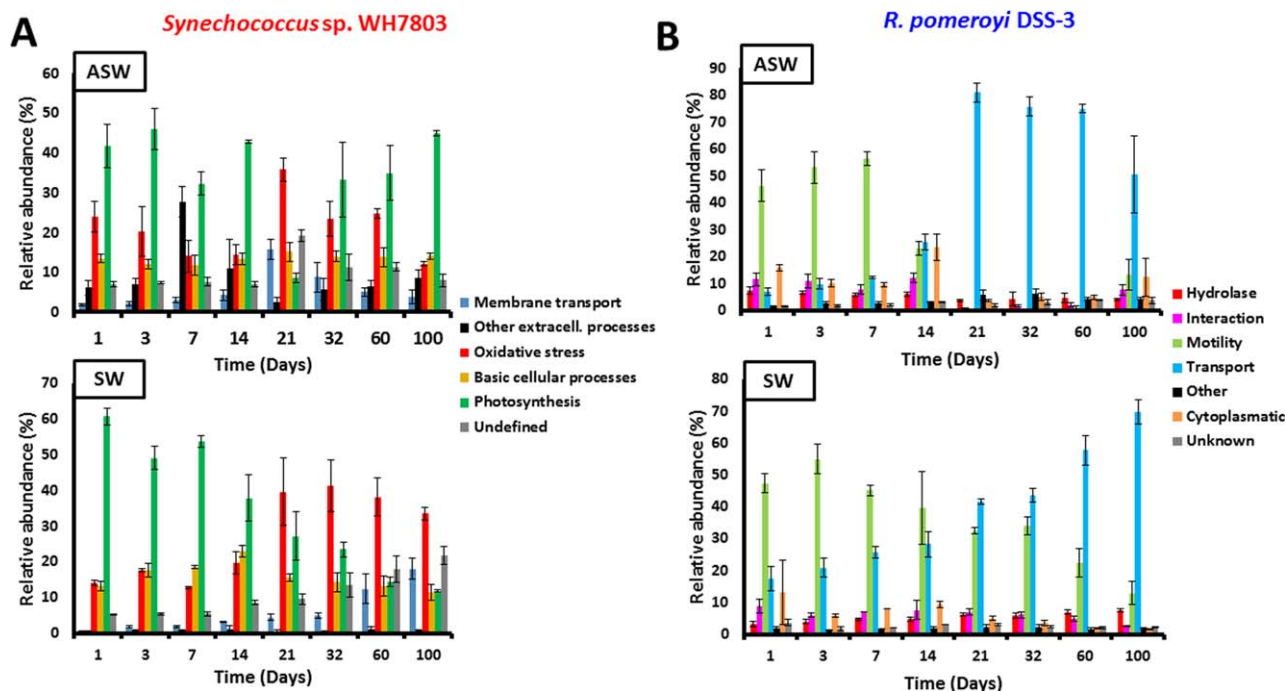 A
Synechococcus sp. WH7803
ASW
Relative abundance (%)
60
50
40
30
20
10
0
1 3 7 14 21 32 60 100
Time (Days)
Membrane transport
Other extracell. processes
Oxidative stress
Basic cellular processes
Photosynthesis
Undefined
SW
Relative abundance (%)
70
60
50
40
30
20
10
0
1 3 7 14 21 32 60 100
Time (Days)
B
R. pomeroyi DSS-3
ASW
Relative abundance (%)
90
80
70
60
50
40
30
20
10
0
1 3 7 14 21 32 60 100
Time (Days)
Hydrolase
Interaction
Motility
Transport
Other
Cytoplasmatic
Unknown
SW
Relative abundance (%)
80
70
60
50
40
30
20
10
0
1 3 7 14 21 32 60 100
Time (Days)